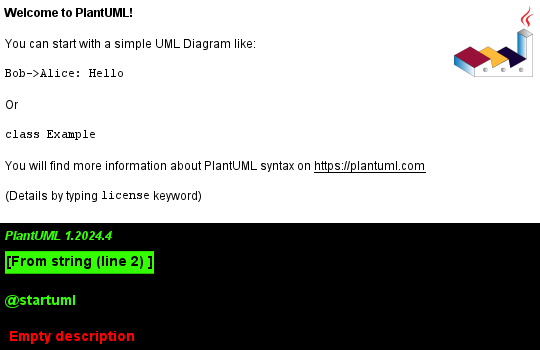 Welcome to PlantUML!
You can start with a simple UML Diagram like:
Bob->Alice: Hello
Or
class Example
You will find more information about PlantUML syntax on https://plantuml.com
(Details by typing license keyword)
PlantUML 1.2024.4
[From string (line 2) ]
@startuml
Empty description